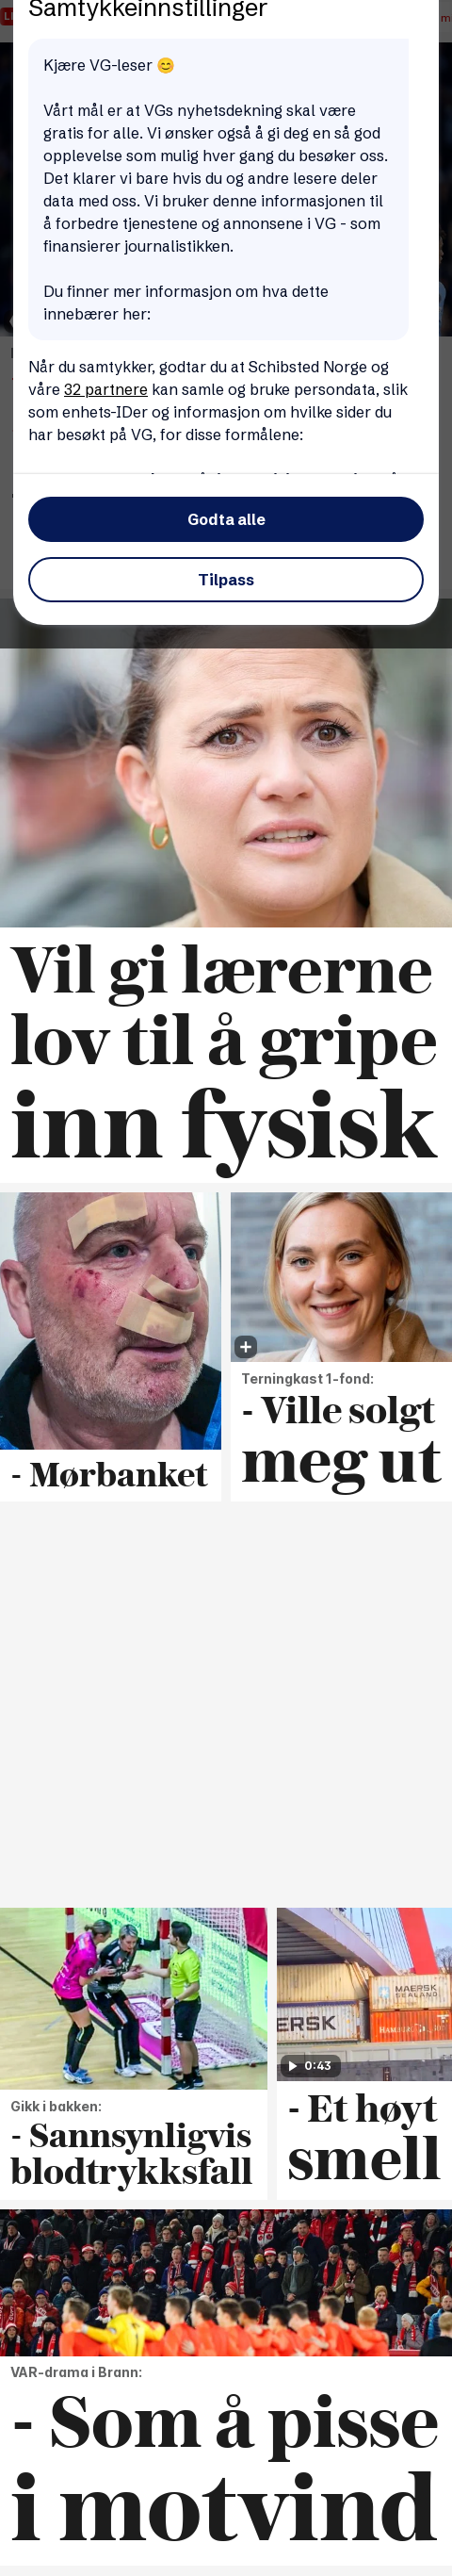 Samtykkeinnstillinger
Kjære VG-leser 😊
Vårt mål er at VGs nyhetsdekning skal være
gratis for alle. Vi ønsker også å gi deg en så god
opplevelse som mulig hver gang du besøker oss.
Det klarer vi bare hvis du og andre lesere deler
data med oss. Vi bruker denne informasjonen til
å forbedre tjenestene og annonsene i VG - som
finansierer journalistikken.
Du finner mer informasjon om hva dette
innebærer her:
Når du samtykker, godtar du at Schibsted Norge og
våre 32 partnere kan samle og bruke persondata, slik
som enhets-IDer og informasjon om hvilke sider du
har besøkt på VG, for disse formålene:
Godta alle
Tilpass
Vil gi lærerne
lov til å gripe
inn fysisk
- Mørbanket
Terningkast 1-fond:
- Ville solgt
meg ut
MAERSK
SEALAND
HAMBURG SÜD
0:43
Gikk i bakken:
- Sannsynligvis
blodtrykksfall
- Et høyt
smell
VAR-drama i Brann:
- Som å pisse
i motvind